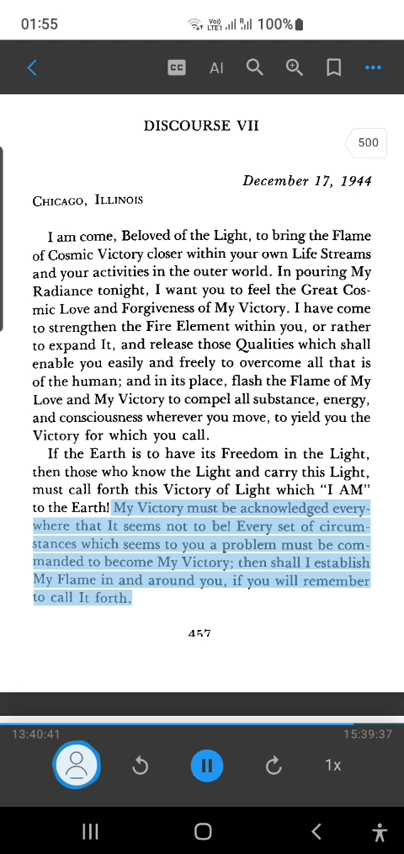 01:55
Vo) LTE1 R 100%
CC AI
DISCOURSE VII
500
December 17, 1944
CHICAGO, ILLINOIS
I am come, Beloved of the Light, to bring the Flame
of Cosmic Victory closer within your own Life Streams
and your activities in the outer world. In pouring My
Radiance tonight, I want you to feel the Great Cos-
mic Love and Forgiveness of My Victory. I have come
to strengthen the Fire Element within you, or rather
to expand It, and release those Qualities which shall
enable you easily and freely to overcome all that is
of the human; and in its place, flash the Flame of My
Love and My Victory to compel all substance, energy,
and consciousness wherever you move, to yield you the
Victory for which you call.
If the Earth is to have its Freedom in the Light,
then those who know the Light and carry this Light,
must call forth this Victory of Light which "I AM"
to the Earth! My Victory must be acknowledged every-
where that It seems not to be! Every set of circum-
stances which seems to you a problem must be com-
manded to become My Victory; then shall I establish
My Flame in and around you, if you will remember
to call It forth.
457
13:40:41 15:39:37
1x